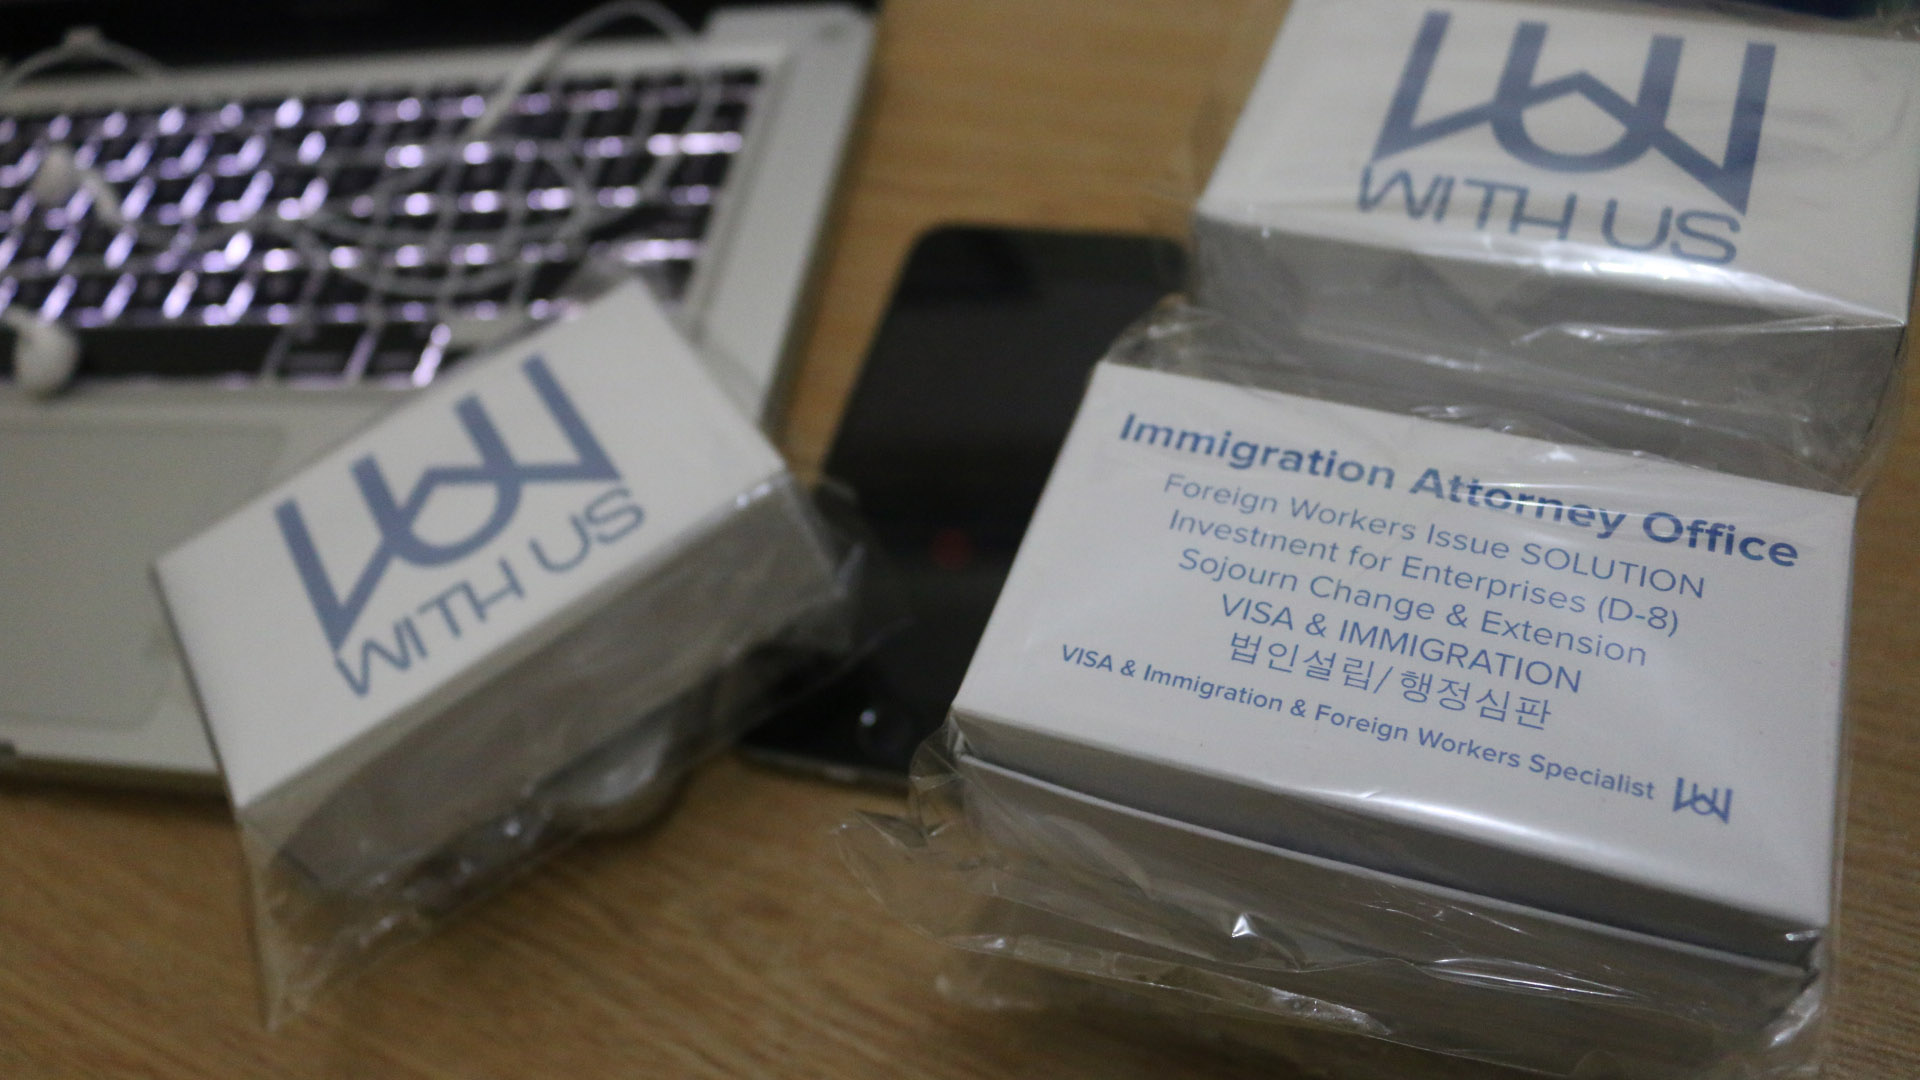 WITH US
WITH US
Immigration Attorney Office
Foreign Workers Issue SOLUTION
Investment for Enterprises (D-8)
Sojourn Change & Extension
VISA & IMMIGRATION
법인설립/ 행정심판
VISA & Immigration & Foreign Workers Specialist